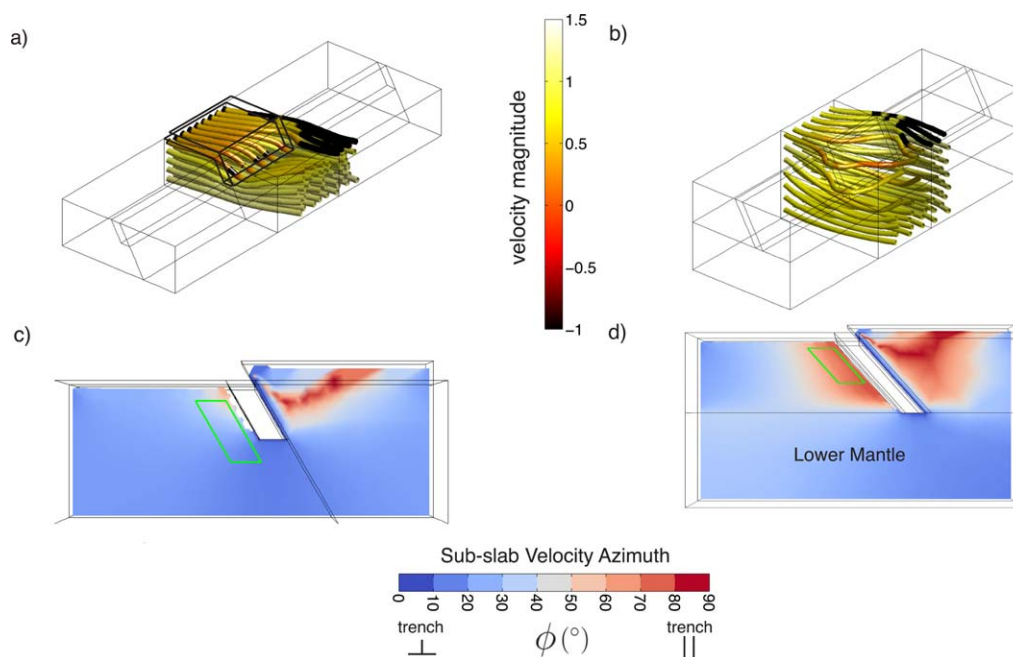 a)
b)
1.5
1
0.5
0
−0.5
−1
velocity magnitude
c)
d)
Lower Mantle
Sub-slab Velocity Azimuth
0 10 20 30 40 50 60 70 80 90
trench ϕ(°) trench
⊥ ||